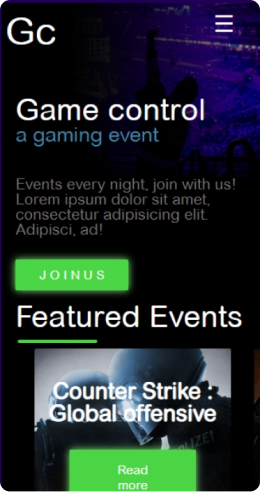 Gc
Game control
a gaming event
Events every night, join with us!
Lorem ipsum dolor sit amet,
consectetur adipisicing elit.
Adipisci, ad!
JOINUS
Featured Events
Counter Strike :
Global offensive
POLIZEI
Read
more